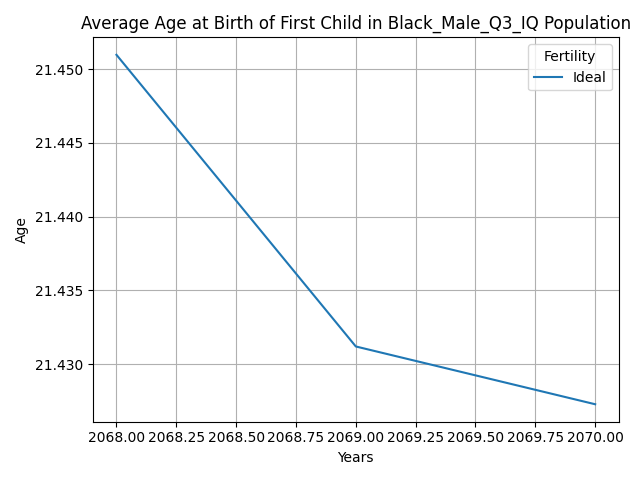 Average Age at Birth of First Child in Black_Male_Q3_IQ Population
Fertility
Ideal
21.450
21.445
21.440
21.435
21.430
Age
2068.00 2068.25 2068.50 2068.75 2069.00 2069.25 2069.50 2069.75 2070.00
Years